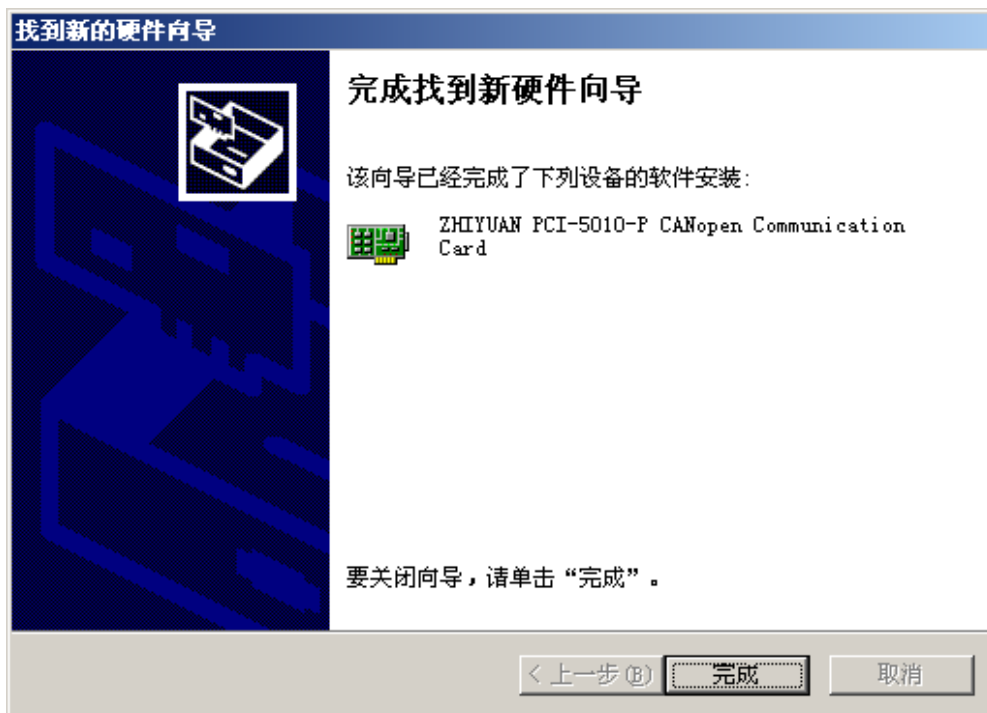 找到新的硬件向导
完成找到新硬件向导
该向导已经完成了下列设备的软件安装:
ZHIYUAN PCI-5010-P CANopen Communication
Card
要关闭向导，请单击“完成”。
< 上一步(B)
完成
取消